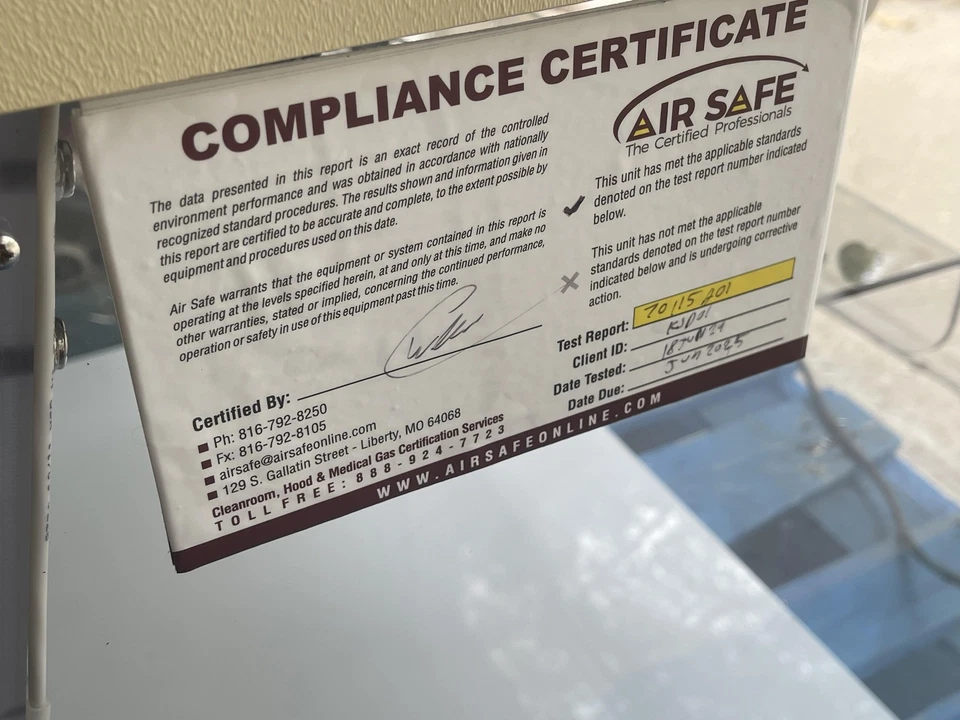 COMPLIANCE CERTIFICATE
The data presented in this report is an exact record of the controlled
environment performance and was obtained in accordance with nationally
recognized standard procedures. The results shown and information given in
this report are certified to be accurate and complete, to the extent possible by
equipment and procedures used on this date.
Air Safe warrants that the equipment or system contained in this report is
operating at the levels specified herein, at and only at this time, and make no
other warranties, stated or implied, concerning the continued performance,
operation or safety in use of this equipment past this time.
Certified By:
Ph: 816-792-8250
Fx: 816-792-8105
airsafe@airsafeonline.com
129 S. Gallatin Street - Liberty, MO 64068
Cleanroom, Hood & Medical Gas Certification Services
TOLL FREE: 888-924-7723
AIR SAFE
The Certified Professionals
This unit has met the applicable standards
denoted on the test report number indicated
below.
This unit has not met the applicable
standards denoted on the test report number
indicated below and is undergoing corrective
action.
Test Report: 70115A01
Client ID:
Date Tested: 18Jun24
Date Due: Jun 2025
WWW.AIRSAFEONLINE.COM